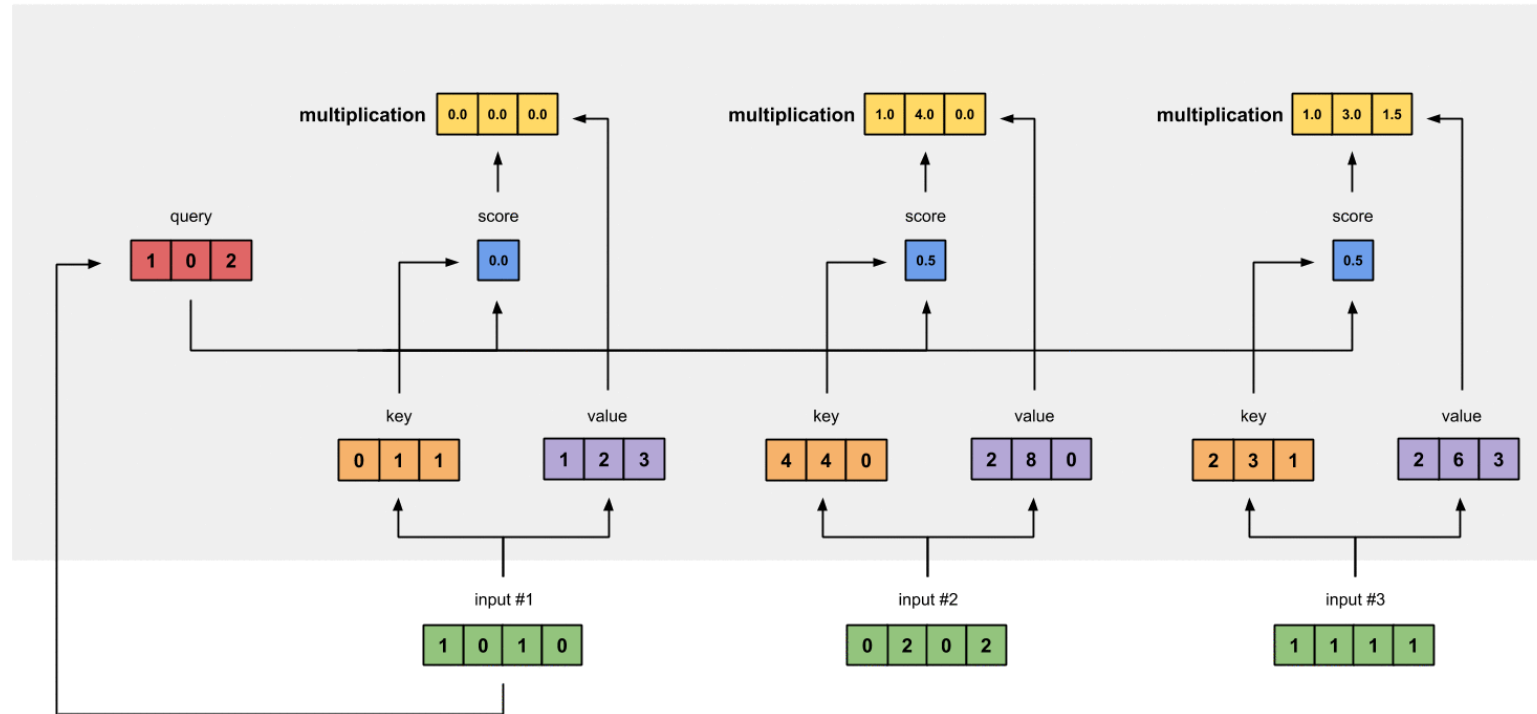 multiplication 0.0 0.0 0.0 multiplication 1.0 4.0 0.0 multiplication 1.0 3.0 1.5
query score score score
1 0 2 0.0 0.5 0.5
key value key value key value
0 1 1 1 2 3 4 4 0 2 8 0 2 3 1 2 6 3
input #1 input #2 input #3
1 0 1 0 0 2 0 2 1 1 1 1